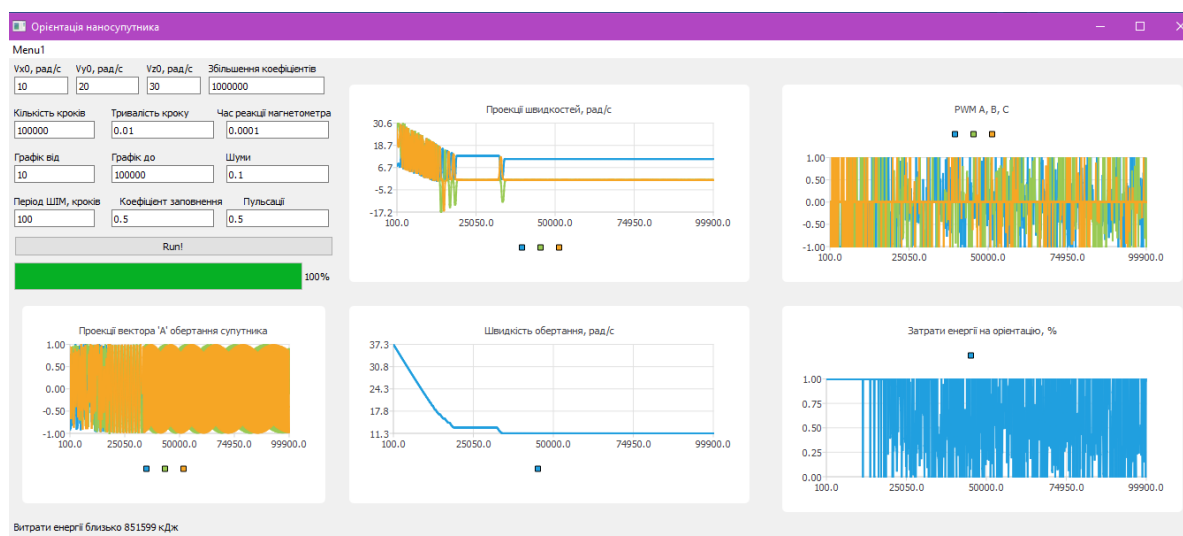 Орієнтація наносупутника
Menu1
Vx0, рад/с Vy0, рад/с Vz0, рад/с Збільшення коефіцієнтів
10 20 30 1000000
Кількість кроків Тривалість кроку Час реакції магнетометра
100000 0.01 0.0001
Графік від Графік до Шуми
10 100000 0.1
Період ШІМ, кроків Коефіцієнт заповнення Пульсації
100 0.5 0.5
Run!
100%
Проекції швидкостей, рад/с
30.6
18.7
6.7
-5.2
-17.2
100.0 25050.0 50000.0 74950.0 99900.0
PWM A, B, C
1.00
0.50
0.00
-0.50
-1.00
100.0 25050.0 50000.0 74950.0 99900.0
Проекції вектора 'A' обертання супутника
1.00
0.50
0.00
-0.50
-1.00
100.0 25050.0 50000.0 74950.0 99900.0
Швидкість обертання, рад/с
37.3
30.8
24.3
17.8
11.3
100.0 25050.0 50000.0 74950.0 99900.0
Затрати енергії на орієнтацію, %
1.00
0.75
0.50
0.25
0.00
100.0 25050.0 50000.0 74950.0 99900.0
Витрати енергії близько 851599 кДж